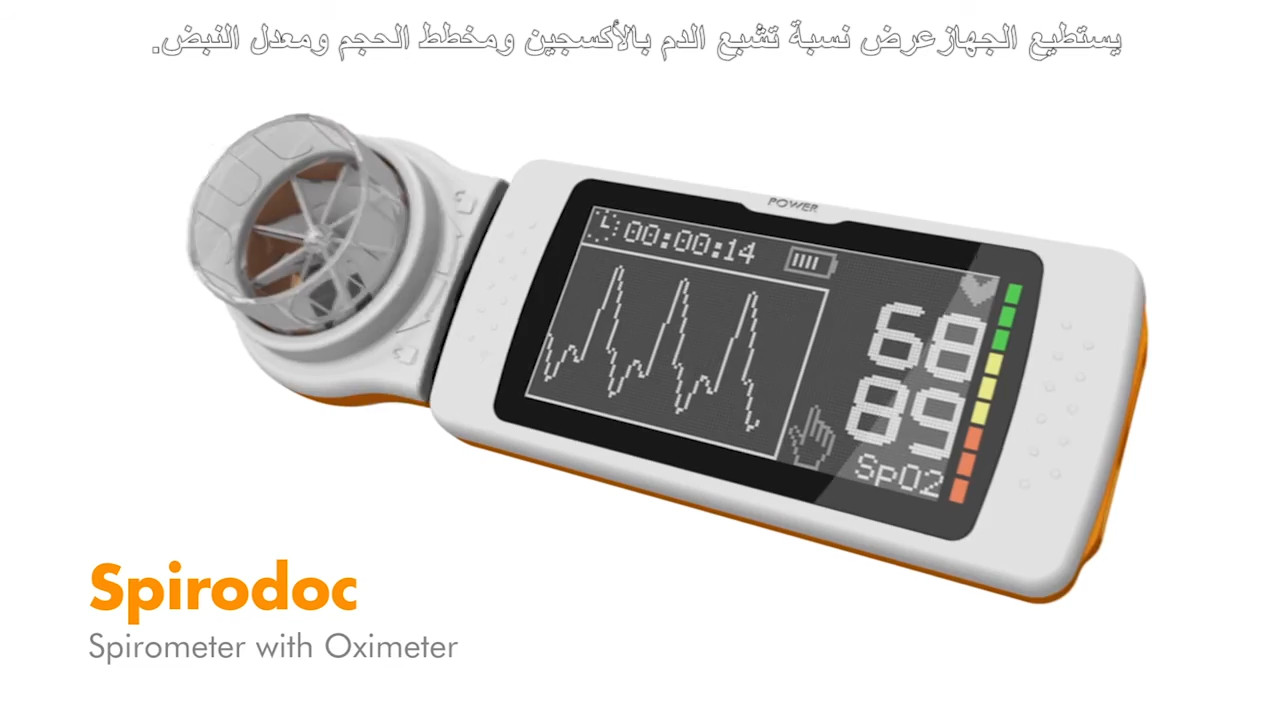 يستطيع الجهازعرض نسبة تشبع الدم بالأكسجين ومخطط الحجم ومعدل النبض.
POWER
00:00:14
68
89
SpO2
Spirodoc
Spirometer with Oximeter